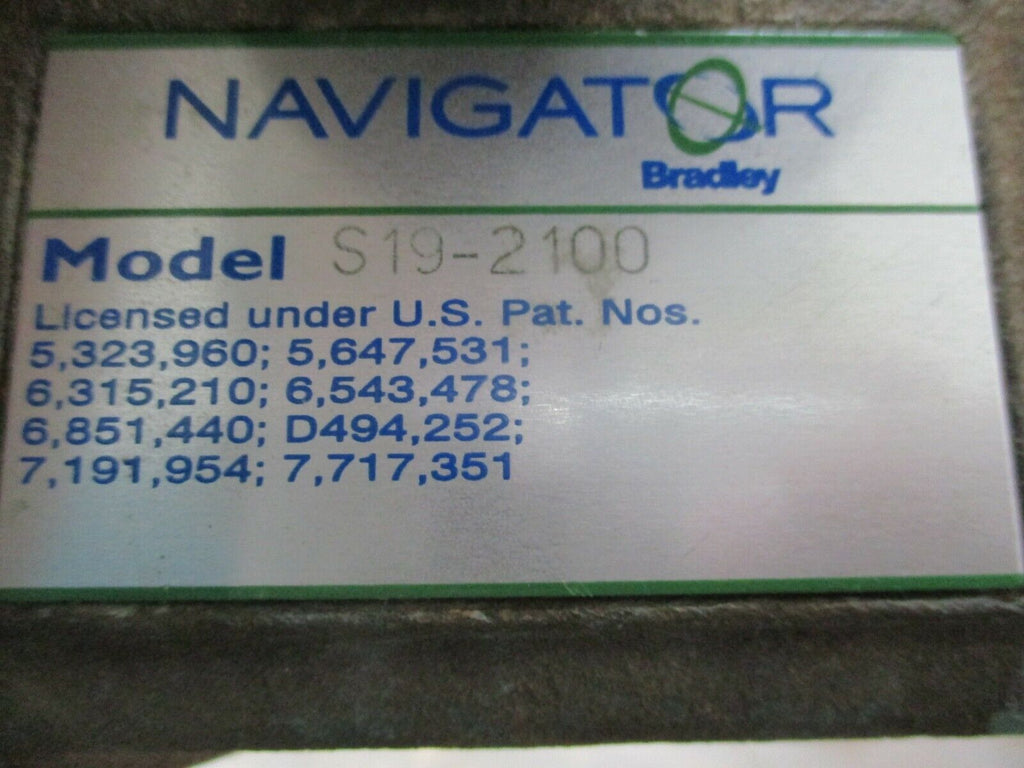 NAVIGATOR
Bradley
Model S19-2100
Licensed under U.S. Pat. Nos.
5,323,960; 5,647,531;
6,315,210; 6,543,478;
6,851,440; D494,252;
7,191,954; 7,717,351